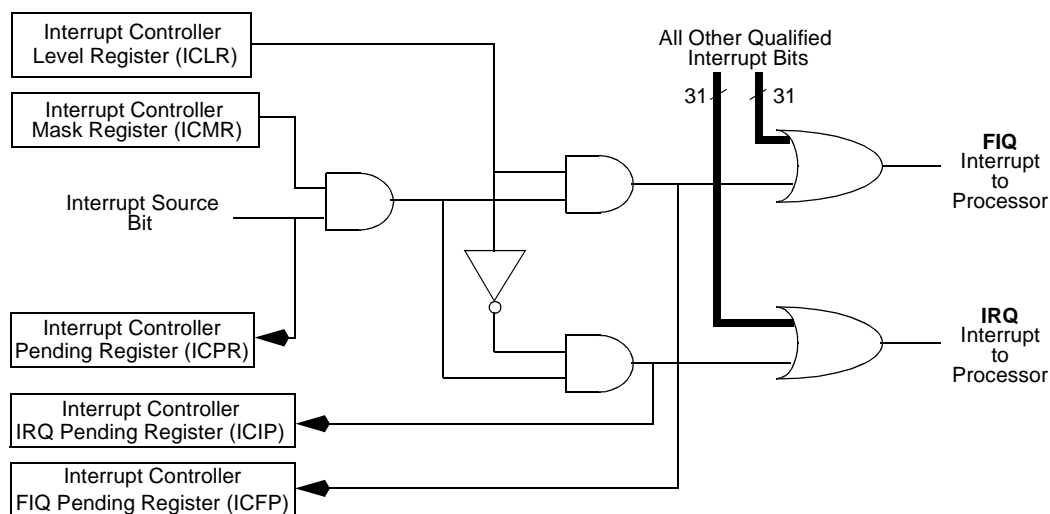 Interrupt Controller
Level Register (ICLR)
All Other Qualified
Interrupt Bits
31
31
Interrupt Controller
Mask Register (ICMR)
FIQ
Interrupt
to
Processor
Interrupt Source
Bit
Interrupt Controller
Pending Register (ICPR)
IRQ
Interrupt
to
Processor
Interrupt Controller
IRQ Pending Register (ICIP)
Interrupt Controller
FIQ Pending Register (ICFP)